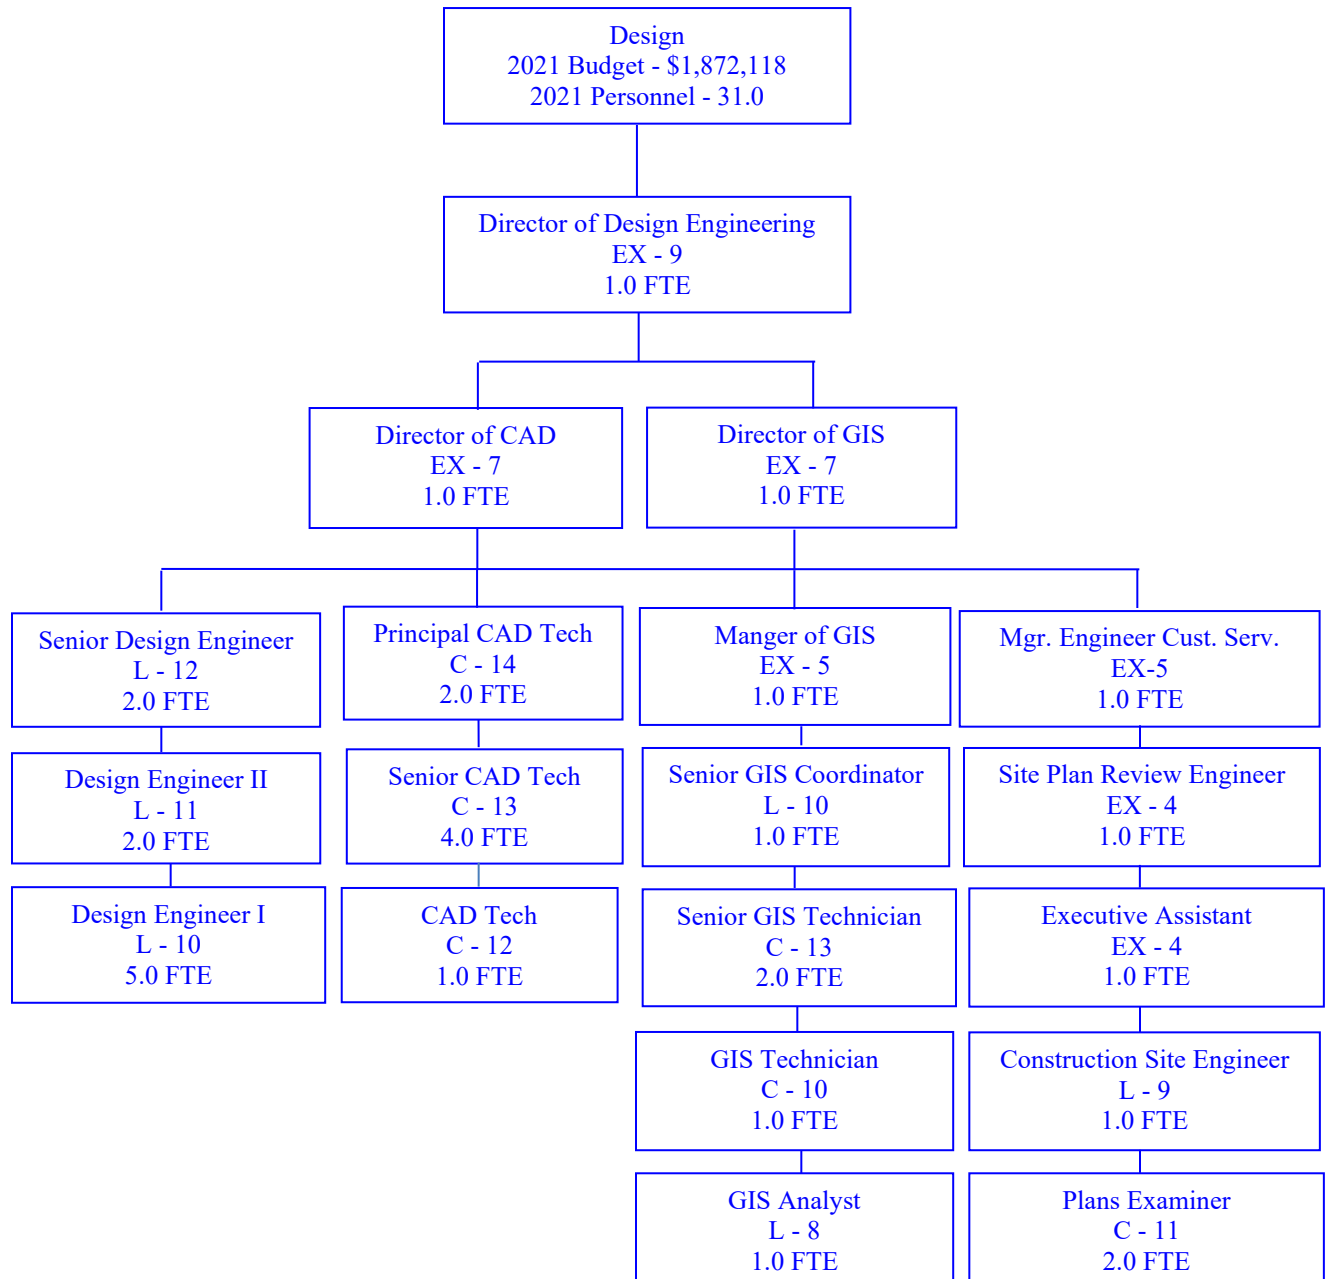 Design
2021 Budget - $1,872,118
2021 Personnel - 31.0
Director of Design Engineering
EX - 9
1.0 FTE
Director of CAD
EX - 7
1.0 FTE
Director of GIS
EX - 7
1.0 FTE
Senior Design Engineer
L - 12
2.0 FTE
Principal CAD Tech
C - 14
2.0 FTE
Manger of GIS
EX - 5
1.0 FTE
Mgr. Engineer Cust. Serv.
EX-5
1.0 FTE
Design Engineer II
L - 11
2.0 FTE
Senior CAD Tech
C - 13
4.0 FTE
Senior GIS Coordinator
L - 10
1.0 FTE
Site Plan Review Engineer
EX - 4
1.0 FTE
Design Engineer I
L - 10
5.0 FTE
CAD Tech
C - 12
1.0 FTE
Senior GIS Technician
C - 13
2.0 FTE
Executive Assistant
EX - 4
1.0 FTE
GIS Technician
C - 10
1.0 FTE
Construction Site Engineer
L - 9
1.0 FTE
GIS Analyst
L - 8
1.0 FTE
Plans Examiner
C - 11
2.0 FTE